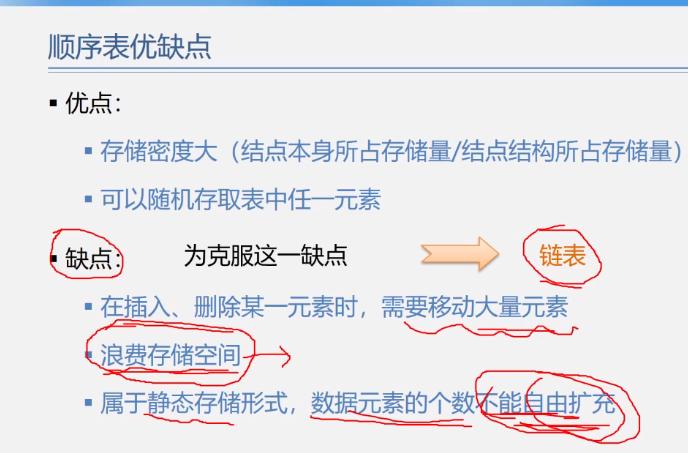 顺序表优缺点
▪ 优点：
▪ 存储密度大（结点本身所占存储量/结点结构所占存储量）
▪ 可以随机存取表中任一元素
▪ 缺点： 为克服这一缺点 链表
▪ 在插入、删除某一元素时，需要移动大量元素
▪ 浪费存储空间
▪ 属于静态存储形式，数据元素的个数不能自由扩充